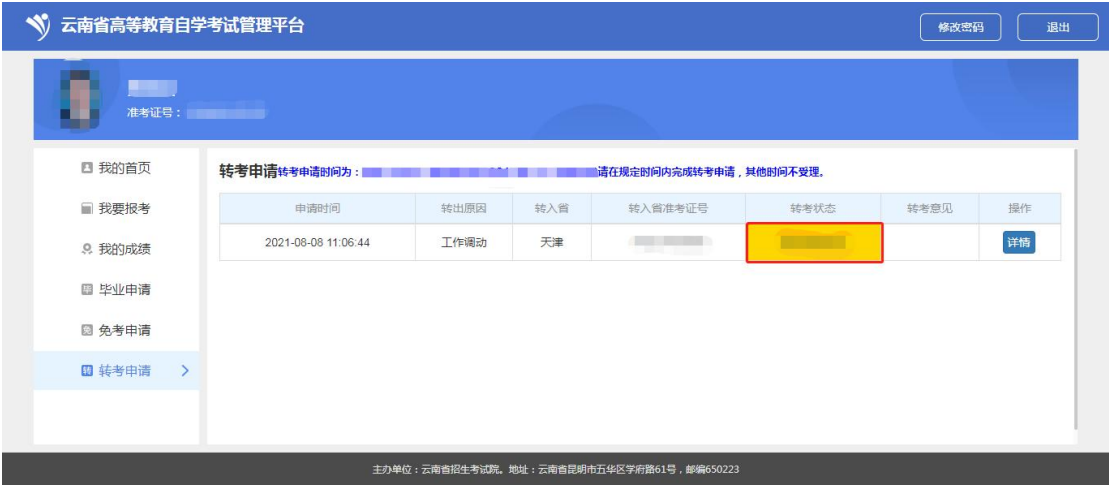 云南省高等教育自学考试管理平台
修改密码
退出
准考证号：
我的首页
我要报考
我的成绩
毕业申请
免考申请
转考申请
转考申请转考申请时间为：请在规定时间内完成转考申请，其他时间不受理。
申请时间 转出原因 转入省 转入省准考证号 转考状态 转考意见 操作
2021-08-08 11:06:44 工作调动 天津 详情
主办单位：云南省招生考试院。地址：云南省昆明市五华区学府路61号，邮编650223